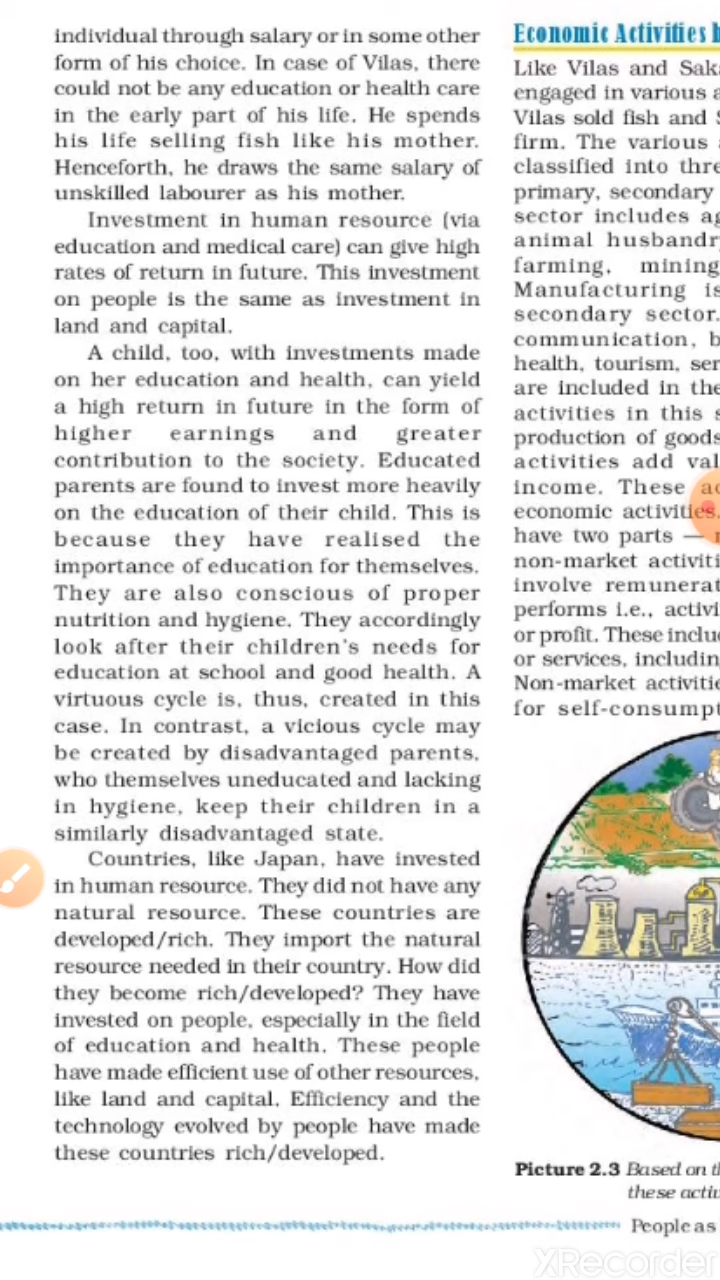 individual through salary or in some other
form of his choice. In case of Vilas, there
could not be any education or health care
in the early part of his life. He spends
his life selling fish like his mother.
Henceforth, he draws the same salary of
unskilled labourer as his mother.
Investment in human resource (via
education and medical care) can give high
rates of return in future. This investment
on people is the same as investment in
land and capital.
A child, too, with investments made
on her education and health, can yield
a high return in future in the form of
higher earnings and greater
contribution to the society. Educated
parents are found to invest more heavily
on the education of their child. This is
because they have realised the
importance of education for themselves.
They are also conscious of proper
nutrition and hygiene. They accordingly
look after their children's needs for
education at school and good health. A
virtuous cycle is, thus, created in this
case. In contrast, a vicious cycle may
be created by disadvantaged parents,
who themselves uneducated and lacking
in hygiene, keep their children in a
similarly disadvantaged state.
Countries, like Japan, have invested
in human resource. They did not have any
natural resource. These countries are
developed/rich. They import the natural
resource needed in their country. How did
they become rich/developed? They have
invested on people, especially in the field
of education and health. These people
have made efficient use of other resources,
like land and capital. Efficiency and the
technology evolved by people have made
these countries rich/developed.
Economic Activities
Like Vilas and
engaged in various
Vilas sold fish and
firm. The various
classified into
primary, secondary
sector includes
animal
farming, mining
Manufacturing is
secondary sector.
communication,
health, tourism,
are included in the
activities in this
production of goods
activities add
income. These
economic activities.
have two parts —
non-market
involve
performs i.e.,
or profit. These
or services, including
Non-market
for
Picture 2.3 Based on
these
People as
XRecorder